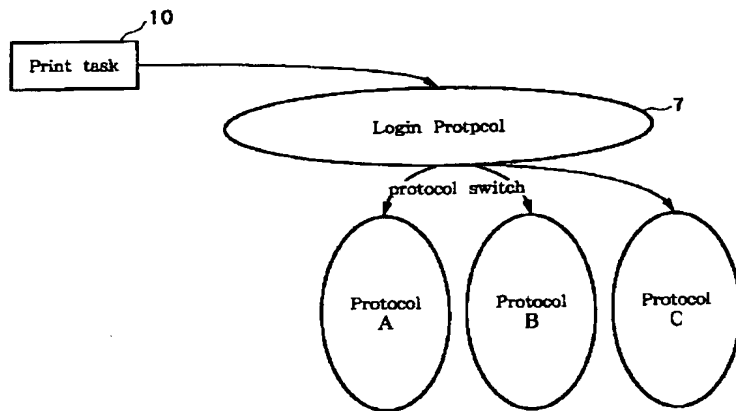 10
Print task
7
Login Protpcol
protocol switch
Protocol
A
Protocol
B
Protocol
C